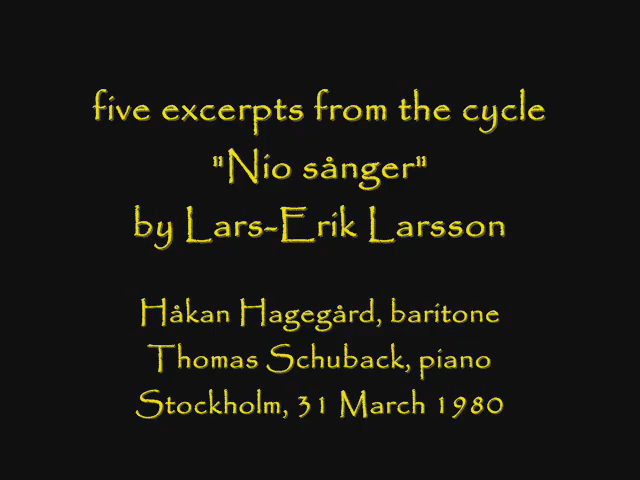 five excerpts from the cycle
"Nio sånger"
by Lars-Erik Larsson
Håkan Hagegård, baritone
Thomas Schuback, piano
Stockholm, 31 March 1980